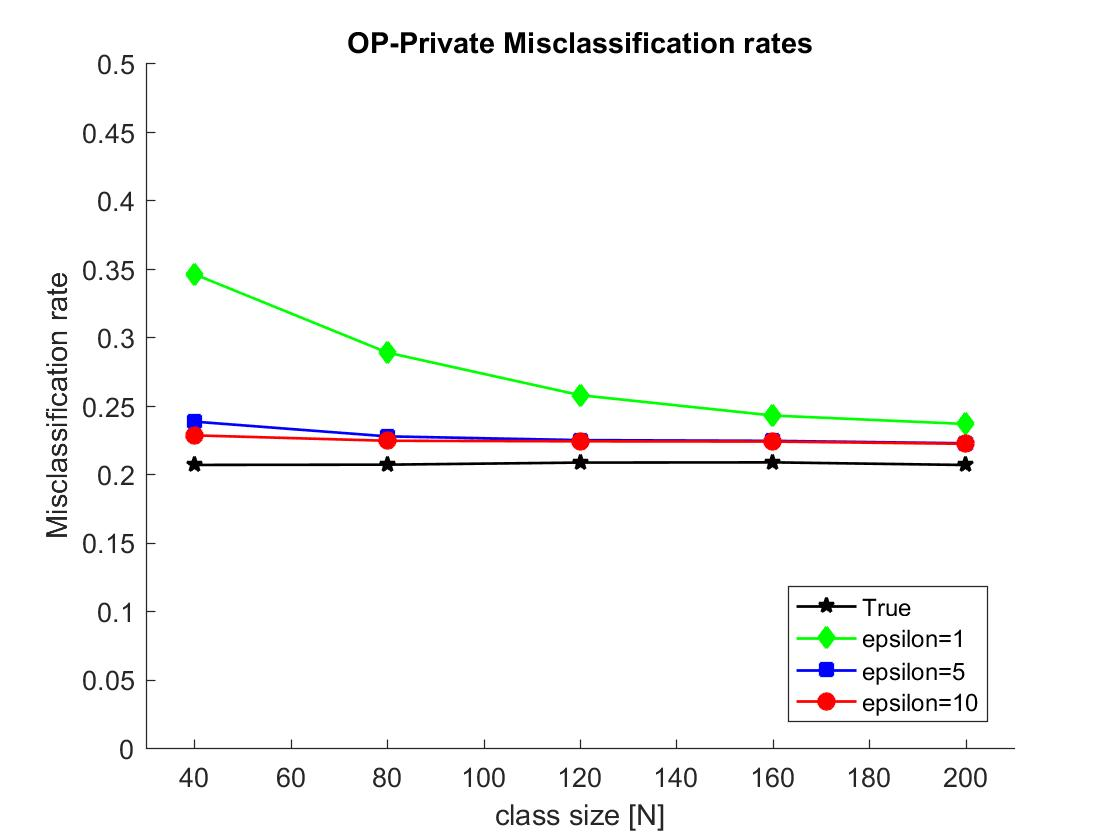 OP-Private Misclassification rates
0.5
0.45
0.4
0.35
0.3
0.25
0.2
0.15
0.1
0.05
0
Misclassification rate
40 60 80 100 120 140 160 180 200
class size [N]
True
epsilon=1
epsilon=5
epsilon=10